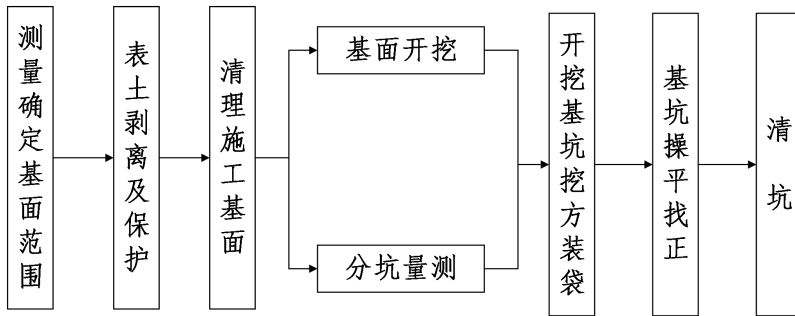 测量确定基面范围
表土剥离及保护
清理施工基面
基面开挖
分坑量测
开挖基坑挖方装袋
基坑操平找正
清坑